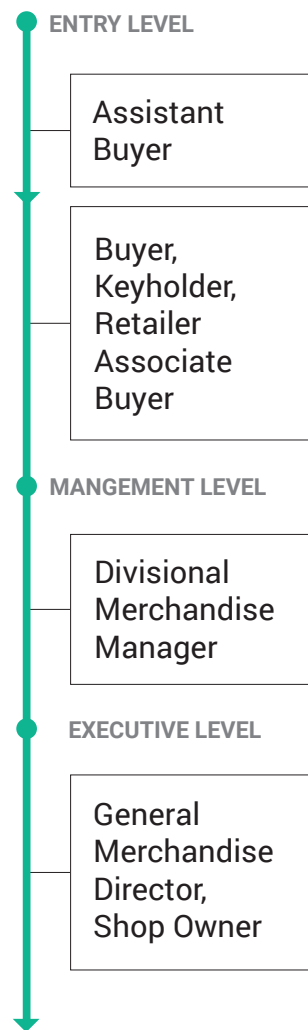 ENTRY LEVEL
Assistant
Buyer
Buyer,
Keyholder,
Retailer
Associate
Buyer
MANGEMENT LEVEL
Divisional
Merchandise
Manager
EXECUTIVE LEVEL
General
Merchandise
Director,
Shop Owner